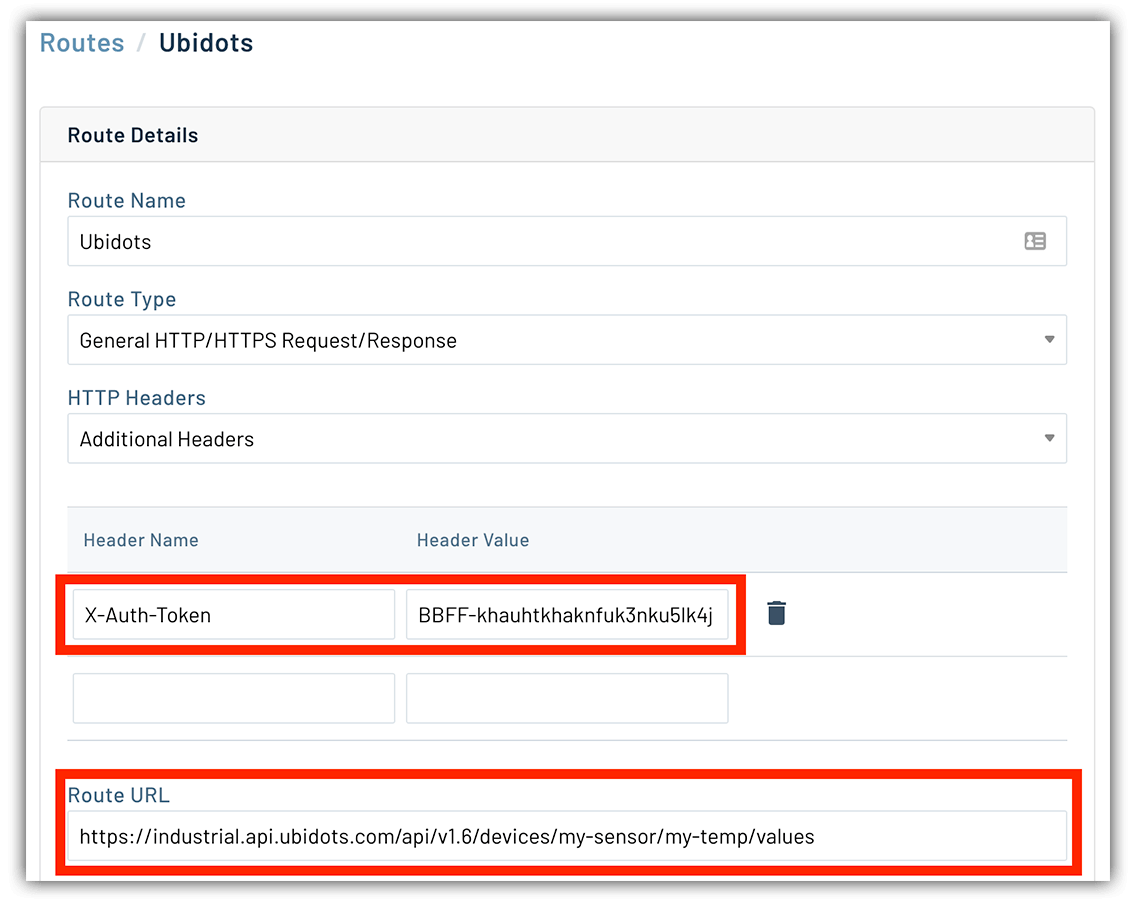 Routes / Ubidots
Route Details
Route Name
Ubidots
Route Type
General HTTP/HTTPS Request/Response
HTTP Headers
Additional Headers
Header Name Header Value
X-Auth-Token BBFF-khauhtkhaknfuk3nku5lk4j
Route URL
https://industrial.api.ubidots.com/api/v1.6/devices/my-sensor/my-temp/values